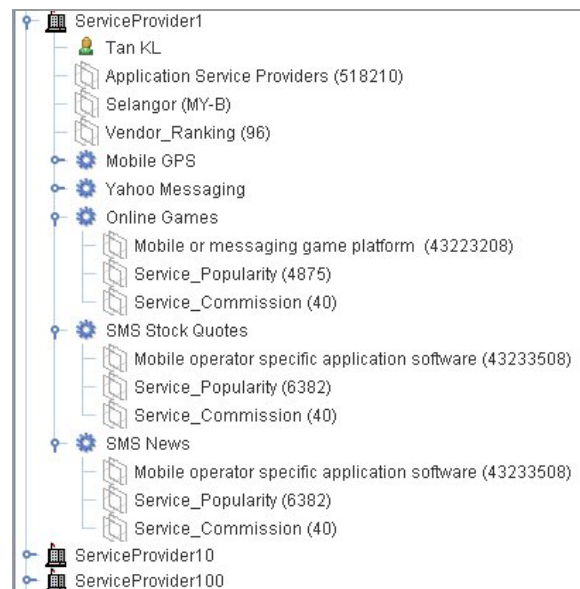 ServiceProvider1
Tan KL
Application Service Providers (518210)
Selangor (MY-B)
Vendor_Ranking (96)
Mobile GPS
Yahoo Messaging
Online Games
Mobile or messaging game platform (43223208)
Service_Popularity (4875)
Service_Commission (40)
SMS Stock Quotes
Mobile operator specific application software (43233508)
Service_Popularity (6382)
Service_Commission (40)
SMS News
Mobile operator specific application software (43233508)
Service_Popularity (6382)
Service_Commission (40)
ServiceProvider10
ServiceProvider100